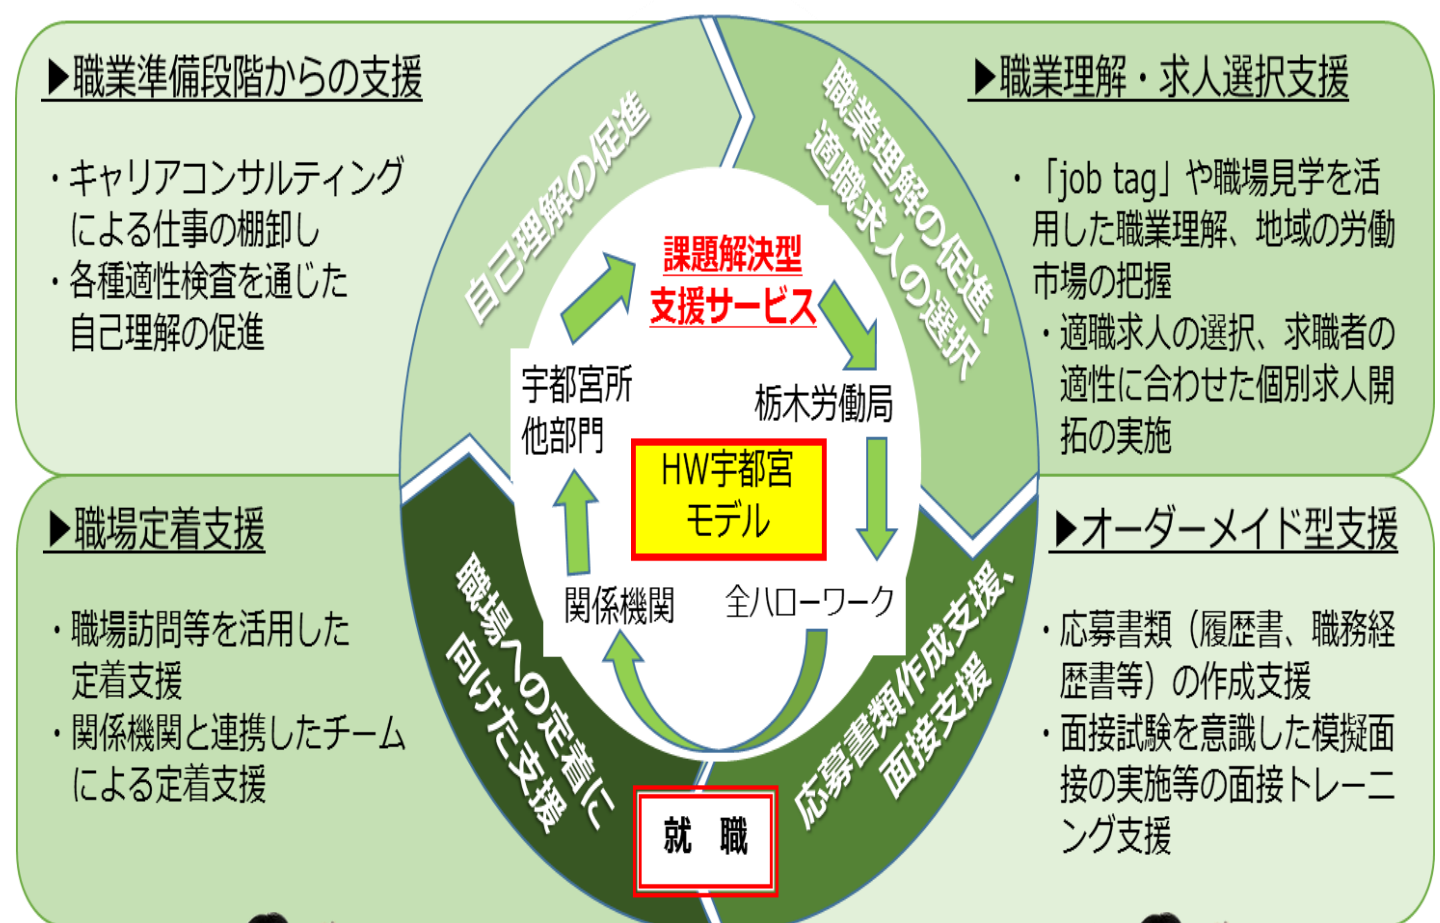 ▶職業準備段階からの支援
・キャリアコンサルティング
による仕事の棚卸し
・各種適性検査を通じた
自己理解の促進
▶職業理解・求人選択支援
・「job tag」や職場見学を活
用した職業理解、地域の労働
市場の把握
・適職求人の選択、求職者の
適性に合わせた個別求人開
拓の実施
自己理解の促進
職業理解の促進、
適職求人の選択
課題解決型
支援サービス
宇都宮所
他部門
栃木労働局
HW宇都宮
モデル
関係機関
全ハローワーク
▶職場定着支援
・職場訪問等を活用した
定着支援
・関係機関と連携したチーム
による定着支援
職場への定着に
向けた支援
応募書類作成支援、
面接支援
就 職
▶オーダーメイド型支援
・応募書類（履歴書、職務経
歴書等）の作成支援
・面接試験を意識した模擬面
接の実施等の面接トレーニ
ング支援